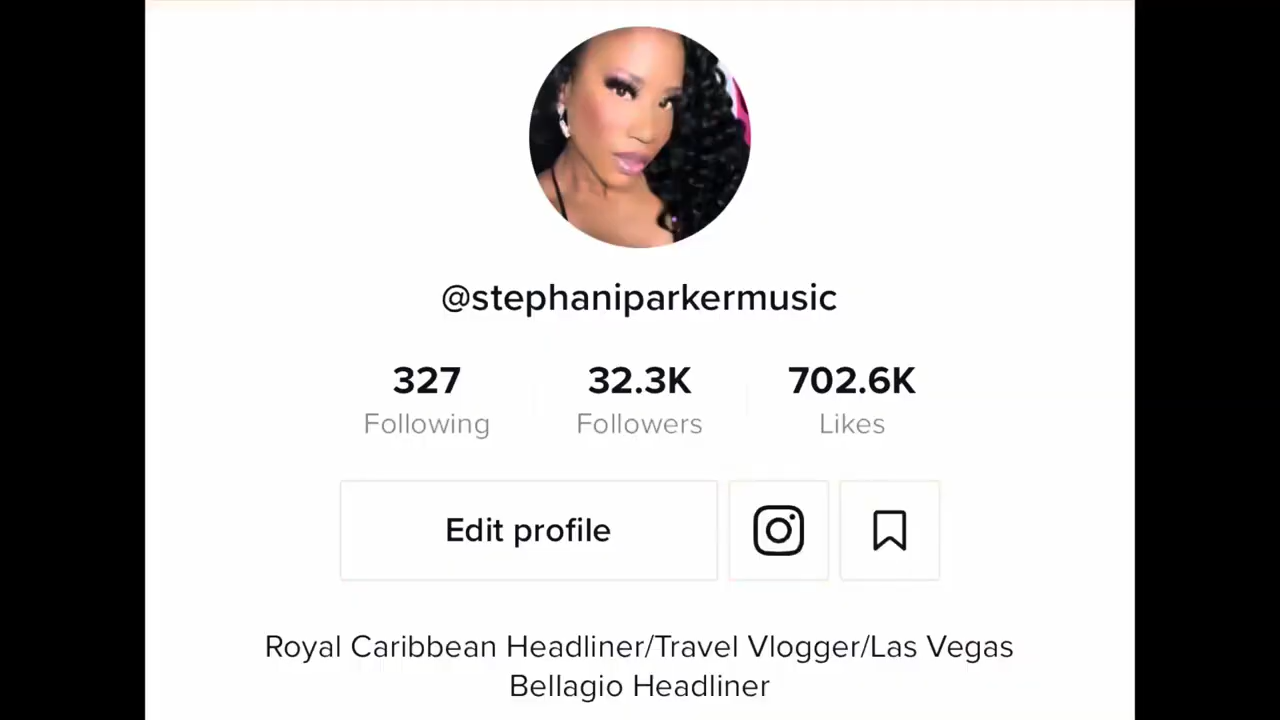 @stephaniparkermusic
327 32.3K 702.6K
Following Followers Likes
Edit profile
Royal Caribbean Headliner/Travel Vlogger/Las Vegas
Bellagio Headliner